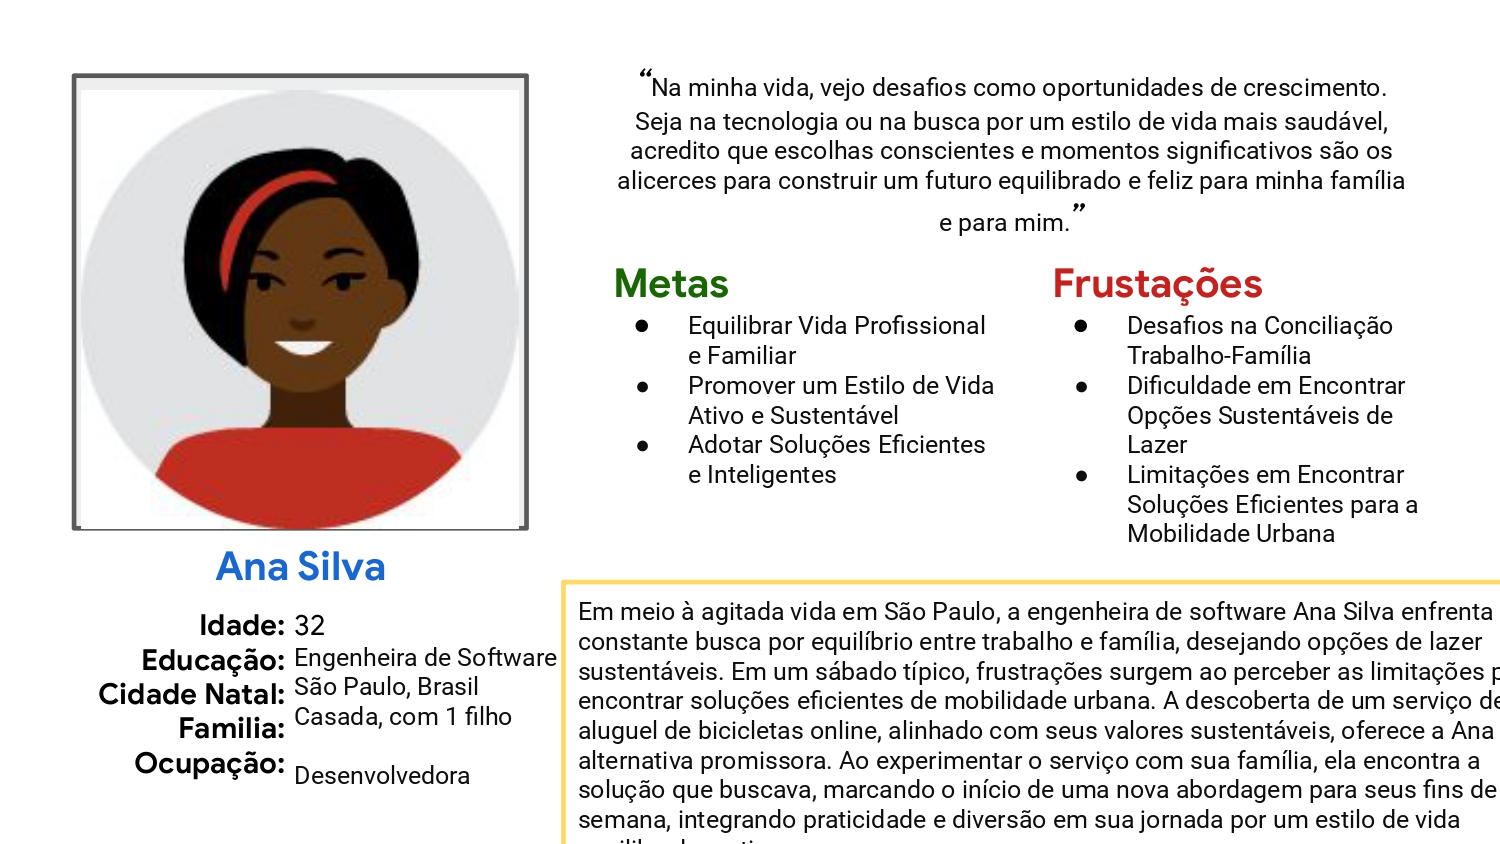 “Na minha vida, vejo desafios como oportunidades de crescimento.
Seja na tecnologia ou na busca por um estilo de vida mais saudável,
acredito que escolhas conscientes e momentos significativos são os
alicerces para construir um futuro equilibrado e feliz para minha família
e para mim.”
Metas
● Equilibrar Vida Profissional
e Familiar
● Promover um Estilo de Vida
Ativo e Sustentável
● Adotar Soluções Eficientes
e Inteligentes
Frustações
● Desafios na Conciliação
Trabalho-Família
● Dificuldade em Encontrar
Opções Sustentáveis de
Lazer
● Limitações em Encontrar
Soluções Eficientes para a
Mobilidade Urbana
Ana Silva
Idade: 32
Educação: Engenheira de Software
Cidade Natal: São Paulo, Brasil
Familia: Casada, com 1 filho
Ocupação: Desenvolvedora
Em meio à agitada vida em São Paulo, a engenheira de software Ana Silva enfrenta
constante busca por equilíbrio entre trabalho e família, desejando opções de lazer
sustentáveis. Em um sábado típico, frustrações surgem ao perceber as limitações
encontrar soluções eficientes de mobilidade urbana. A descoberta de um serviço de
aluguel de bicicletas online, alinhado com seus valores sustentáveis, oferece a Ana
alternativa promissora. Ao experimentar o serviço com sua família, ela encontra a
solução que buscava, marcando o início de uma nova abordagem para seus fins de
semana, integrando praticidade e diversão em sua jornada por um estilo de vida